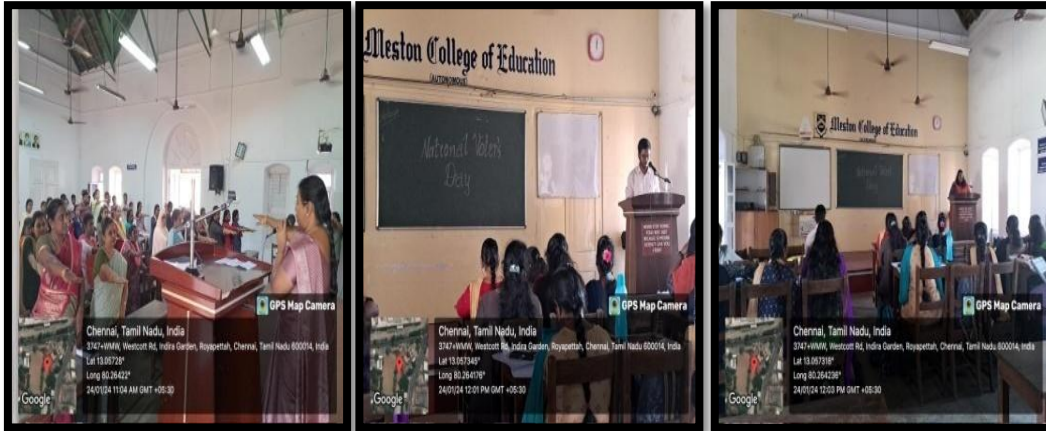 GPS Map Camera
Chennai, Tamil Nadu, India
3747+WMW, Westcott Rd, Indira Garden, Royapettah, Chennai, Tamil Nadu 600014, India
Lat 13.05728°
Long 80.26422°
24/01/24 11:04 AM GMT +05:30
Google
Meston College of Education
(AUTONOMOUS)
National Voter's
Day
GPS Map Camera
Chennai, Tamil Nadu, India
3747+WMW, Westcott Rd, Indira Garden, Royapettah, Chennai, Tamil Nadu 600014, India
Lat 13.057345°
Long 80.264176°
24/01/24 12:01 PM GMT +05:30
Google
Meston College of Education
National Voter's
Day
GPS Map Camera
Chennai, Tamil Nadu, India
3747+WMW, Westcott Rd, Indira Garden, Royapettah, Chennai, Tamil Nadu 600014, India
Lat 13.057318°
Long 80.264236°
24/01/24 12:03 PM GMT +05:30
Google